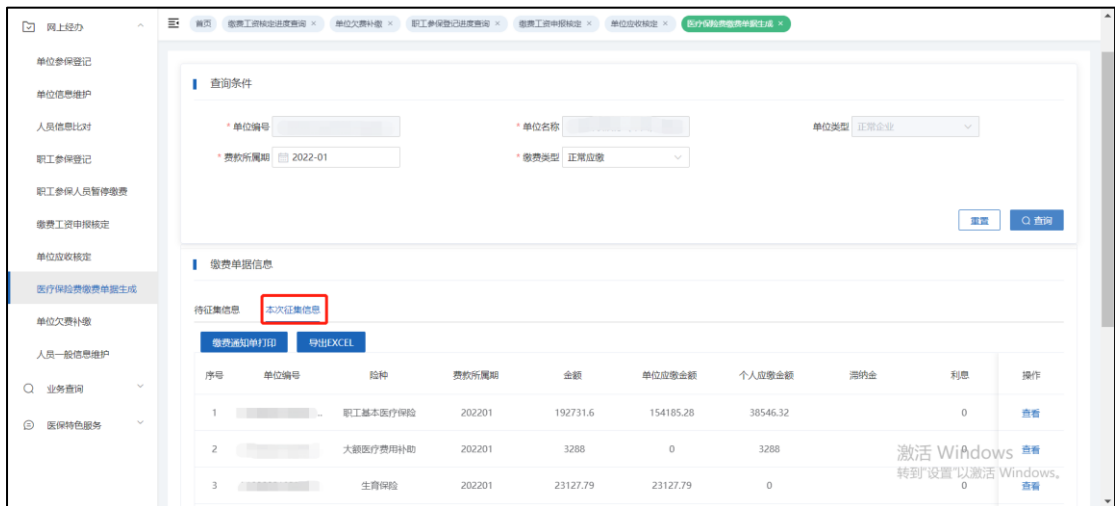 网上经办
单位参保登记
单位信息维护
人员信息比对
职工参保登记
职工参保人员暂停缴费
缴费工资申报核定
单位应收核定
医疗保险费缴费单据生成
单位欠费补缴
人员一般信息维护
业务查询
医保特色服务
首页 缴费工资核定进度查询 × 单位欠费补缴 × 职工参保登记进度查询 × 缴费工资申报核定 × 单位应收核定 × 医疗保险费缴费单据生成 ×
查询条件
* 单位编号 * 单位名称 单位类型 正常企业
* 费款所属期 2022-01 * 缴费类型 正常应缴
重置 查询
缴费单据信息
待征集信息 本次征集信息
缴费通知单打印 导出EXCEL
序号 单位编号 险种 费款所属期 金额 单位应缴金额 个人应缴金额 滞纳金 利息 操作
1 职工基本医疗保险 202201 192731.6 154185.28 38546.32 0 查看
2 大额医疗费用补助 202201 3288 0 3288 0 查看
3 生育保险 202201 23127.79 23127.79 0 0 查看
激活 Windows
转到"设置"以激活 Windows。